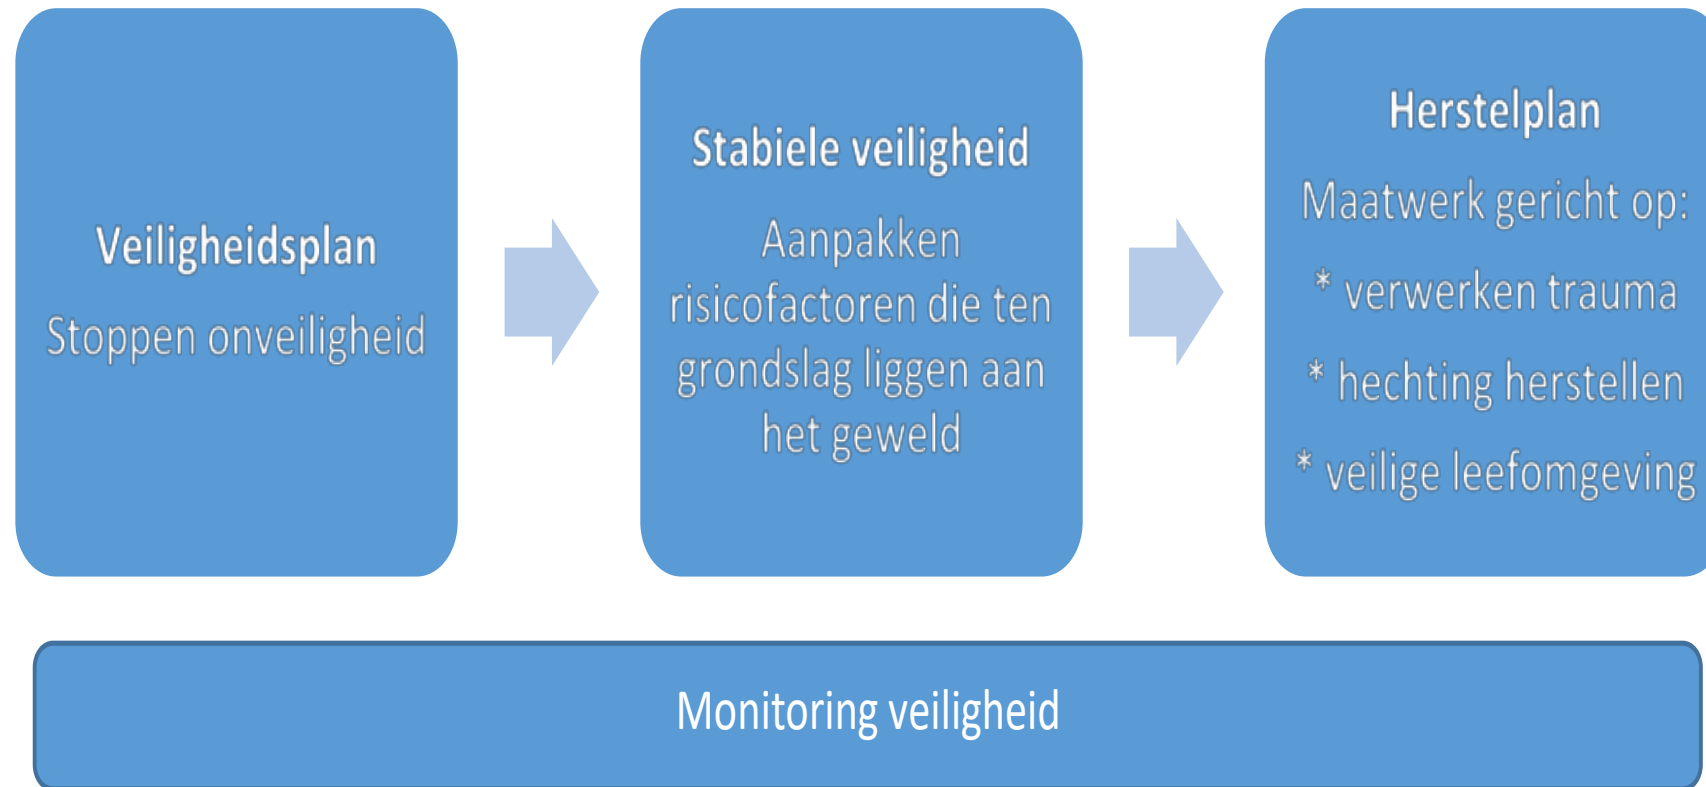 Veiligheidsplan
Stoppen onveiligheid
Stabiele veiligheid
Aanpakken
risicofactoren die ten
grondslag liggen aan
het geweld
Herstelplan
Maatwerk gericht op:
* verwerken trauma
* hechting herstellen
* veilige leefomgeving
Monitoring veiligheid